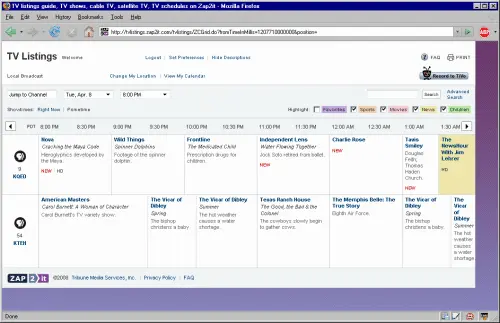 TV listings guide, TV shows, cable TV, satellite TV, TV schedules on Zap2it - Mozilla Firefox
File Edit View History Bookmarks Tools Help
ABP
TV Listings Welcome Logout Set Preferences Hide Descriptions FAQ PRINT
Local Broadcast Change My Location View My Calendar Record to TiVo
Jump to Channel Tue, Apr. 8 8:00 PM Search Advanced Search
Showtimes: Right Now | Primetime Highlight: Favorites Sports Movies News Children
PDT 8:00 PM 8:30 PM 9:00 PM 9:30 PM 10:00 PM 10:30 PM 11:00 PM 11:30 PM 12:00 AM 12:30 AM 1:00 AM 1:30 AM
9
KQED
Nova
Cracking the Maya Code
Hieroglyphics developed by the Maya.
NEW HD
Wild Things
Spinner Dolphins
Footage of the spinner dolphin.
Frontline
The Medicated Child
Prescription drugs for children.
Independent Lens
Water Flowing Together
Jock Soto retired from ballet.
NEW
Charlie Rose
NEW
Tavis Smiley
Douglas Feith; Thomas Haden Church.
NEW
The NewsHour With Jim Lehrer
HD
54
KTEH
American Masters
Carol Burnett: A Woman of Character
Carol Burnett's TV variety show.
The Vicar of Dibley
Spring
The bishop christens a baby.
The Vicar of Dibley
Summer
The hot weather causes a water shortage.
Texas Ranch House
The Good, the Bad & the Colonel
The cowboys slowly begin to gather cows.
The Memphis Belle: The True Story
Eighth Air Force.
The Vicar of Dibley
Spring
The bishop christens a baby.
The Vicar of Dibley
Summer
The hot weather causes a water shortage.
ZAP 2 it ©2008 Tribune Media Services, Inc. | Privacy Policy | FAQ
Done